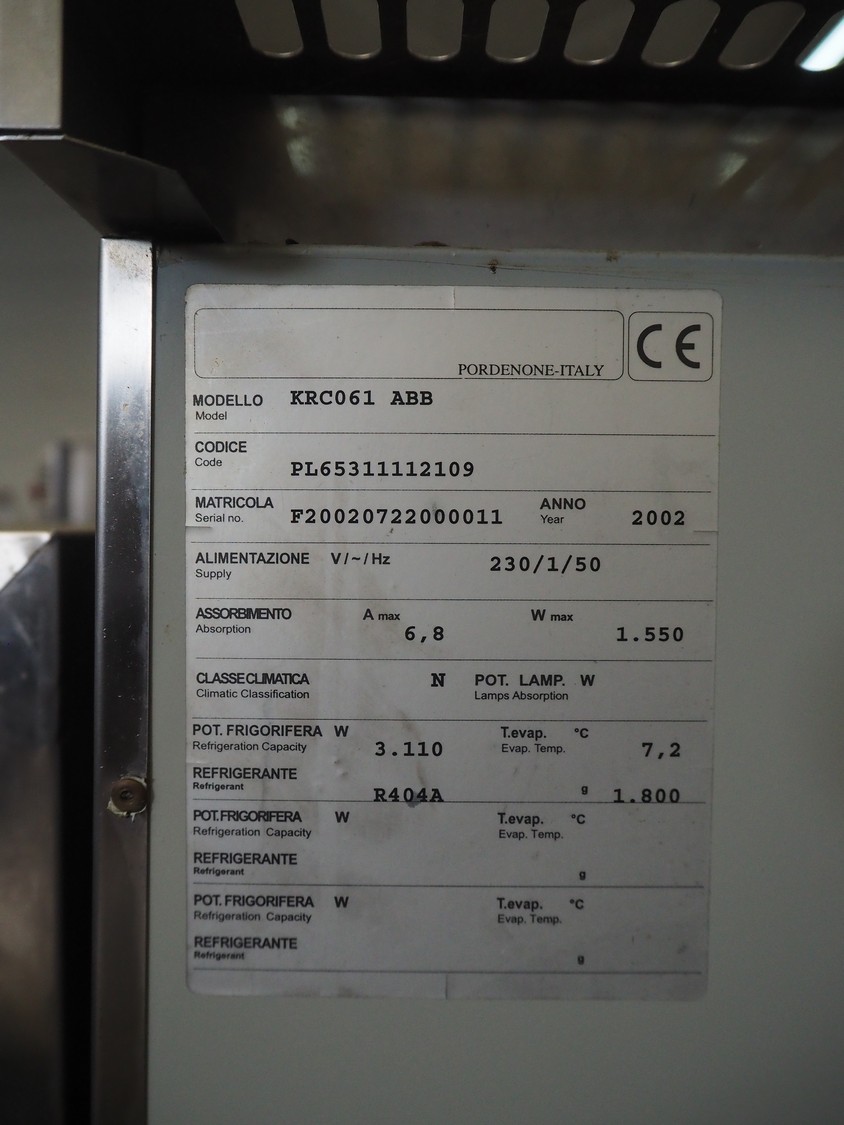 PORDENONE-ITALY CE
MODELLO KRC061 ABB
Model
CODICE
Code PL65311112109
MATRICOLA F20020722000011 ANNO 2002
Serial no. Year
ALIMENTAZIONE V/~/Hz 230/1/50
Supply
ASSORBIMENTO A max W max
Absorption 6,8 1.550
CLASSE CLIMATICA N POT. LAMP. W
Climatic Classification Lamps Absorption
POT. FRIGORIFERA W T.evap. °C
Refrigeration Capacity 3.110 Evap. Temp. 7,2
REFRIGERANTE
Refrigerant R404A g 1.800
POT.FRIGORIFERA W T.evap. °C
Refrigeration Capacity Evap. Temp.
REFRIGERANTE
Refrigerant g
POT. FRIGORIFERA W T.evap. °C
Refrigeration Capacity Evap. Temp.
REFRIGERANTE
Refrigerant g